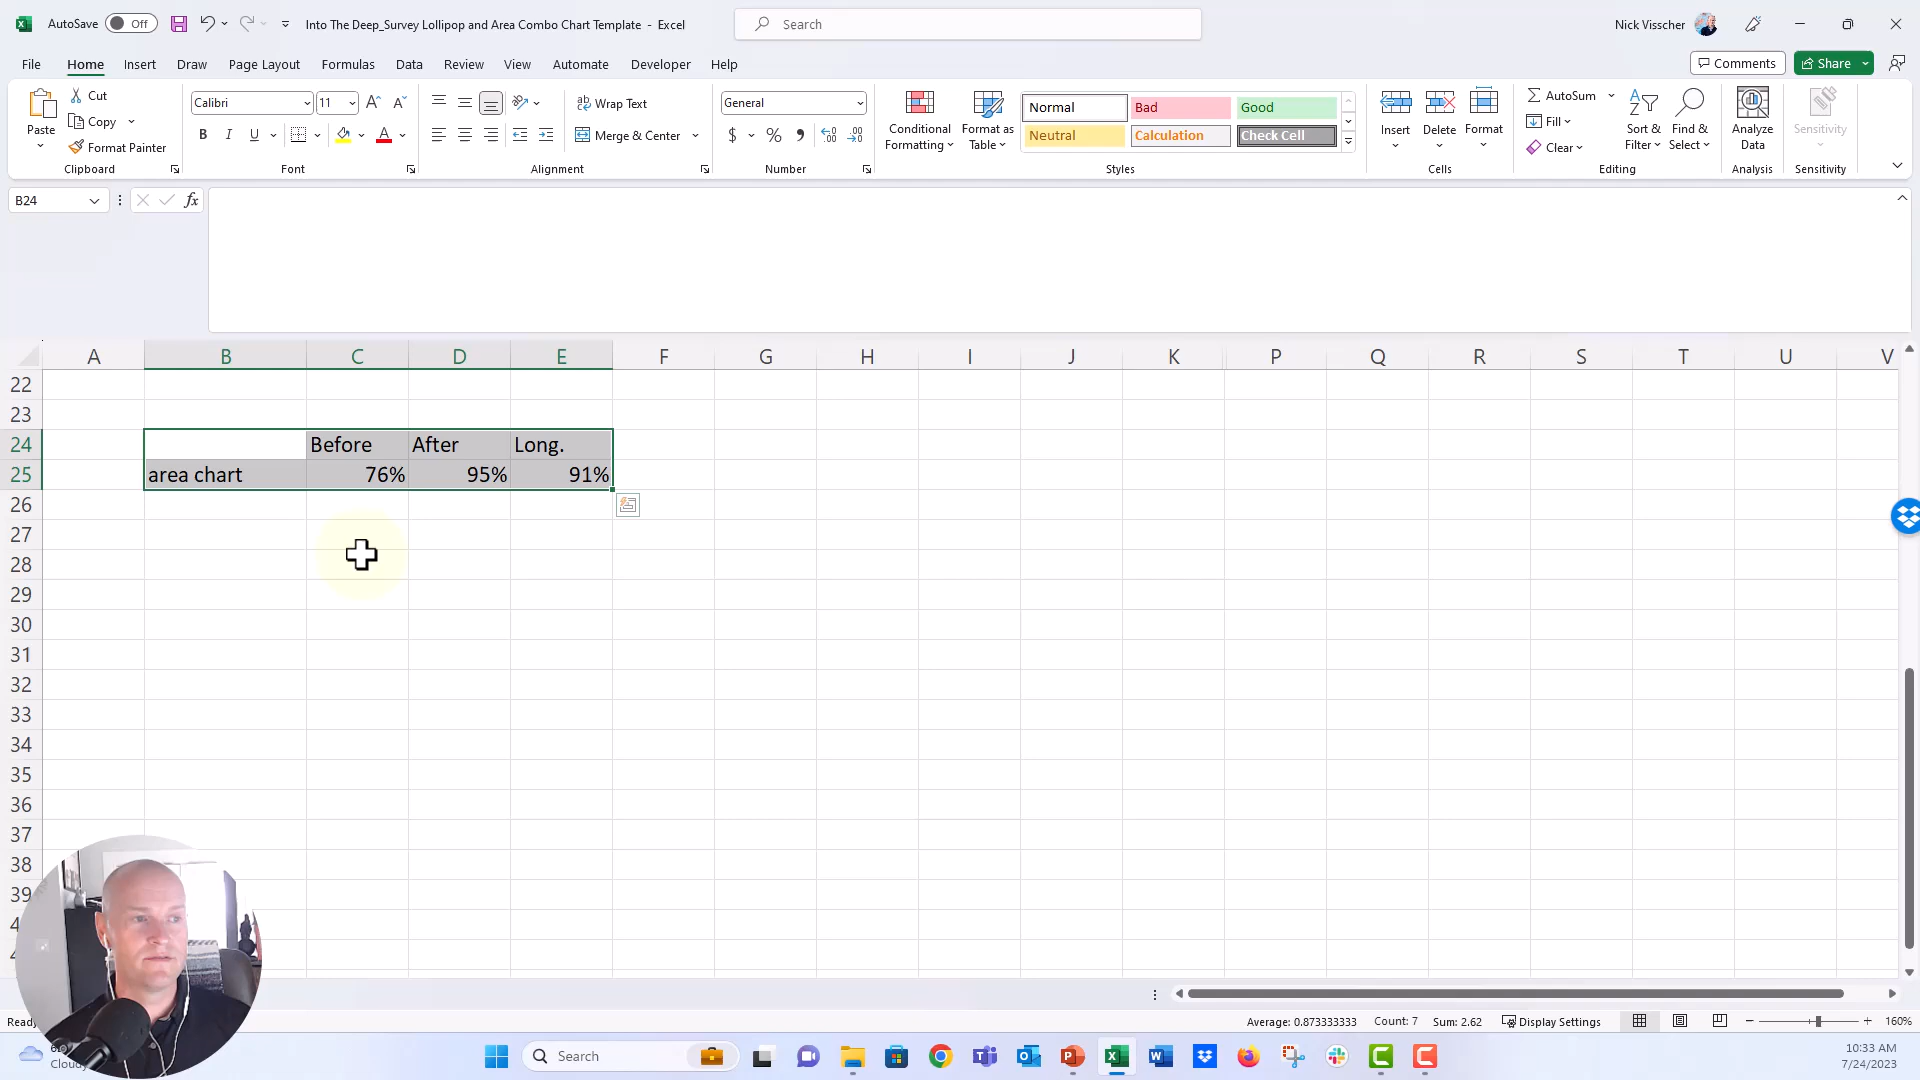 AutoSave Off Into The Deep_Survey Lollipop and Area Combo Chart Template - Excel Search Nick Visscher
File Home Insert Draw Page Layout Formulas Data Review View Automate Developer Help Comments Share
Paste Cut Copy Format Painter
Calibri 11 B I U A
Wrap Text
Merge & Center
General
$ % ,
Conditional Formatting Format as Table
Normal Bad Good
Neutral Calculation Check Cell
Insert Delete Format
AutoSum Fill Clear
Sort & Filter Find & Select
Analyze Data
Sensitivity
Clipboard Font Alignment Number Styles Cells Editing Analysis Sensitivity
B24 fx
A B C D E F G H I J K P Q R S T U V
22
23
24 Before After Long.
25 area chart 76% 95% 91%
26
27
28
29
30
31
32
33
34
35
36
37
38
39
Ready Average: 0.873333333 Count: 7 Sum: 2.62 Display Settings 160%
Cloudy Search 10:33 AM
7/24/2023